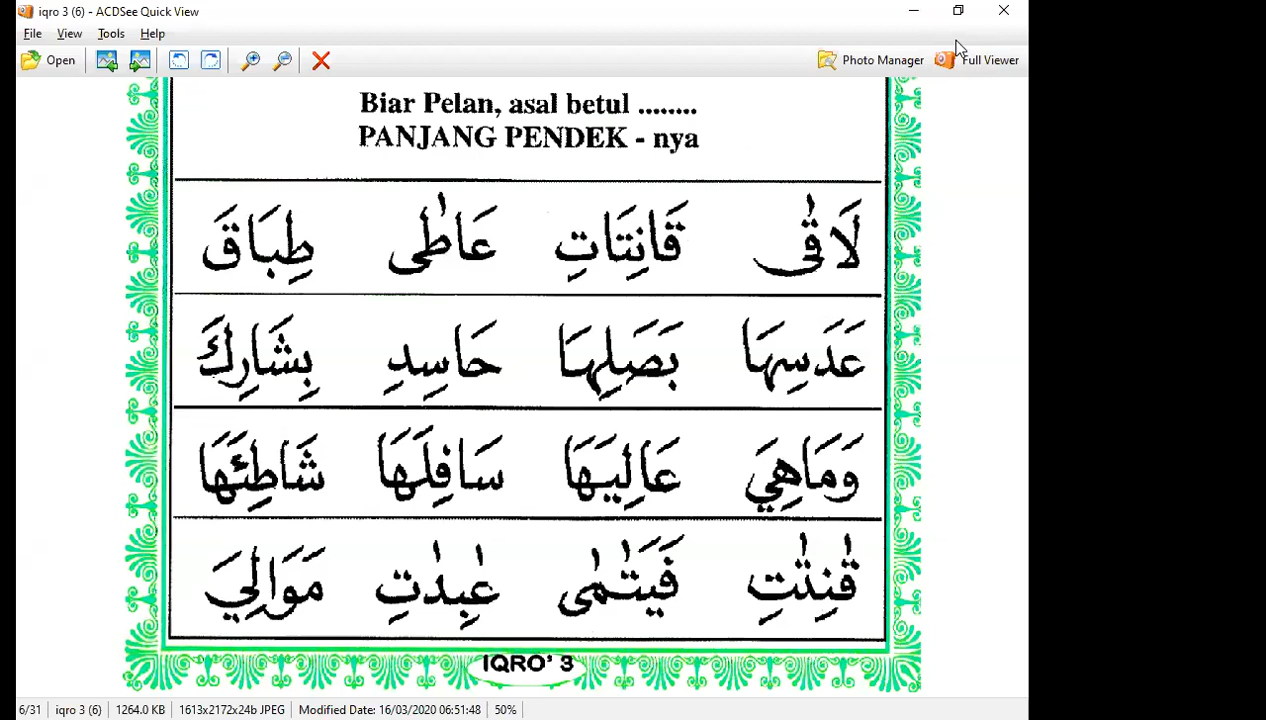 iqro 3 (6) - ACDSee Quick View
File View Tools Help
Open Photo Manager Full Viewer
Biar Pelan, asal betul ........
PANJANG PENDEK - nya
لَاقٰى قَانِتَاتِ عَاطٰى طِبَاقَ
عَدَسِهَا بَصَلِهَا حَاسِدِ بِشَارِكَ
وَمَاهِيَ عَالِيَهَا سَافِلَهَا شَاطِئَهَا
قٰنِتٰتِ فَيَتٰمٰى عٰبِدٰتِ مَوَالِيَ
IQRO' 3
6/31 iqro 3 (6) 1264.0 KB 1613x2172x24b JPEG Modified Date: 16/03/2020 06:51:48 50%